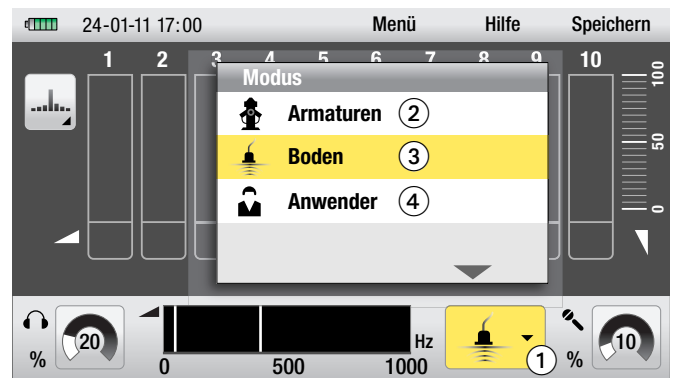 24-01-11 17:00 Menü Hilfe Speichern
1 2 3 4 5 6 7 8 9 10
Modus
Armaturen 2
Boden 3
Anwender 4
100
50
0
20
%
0 500 1000
Hz
1
%
10